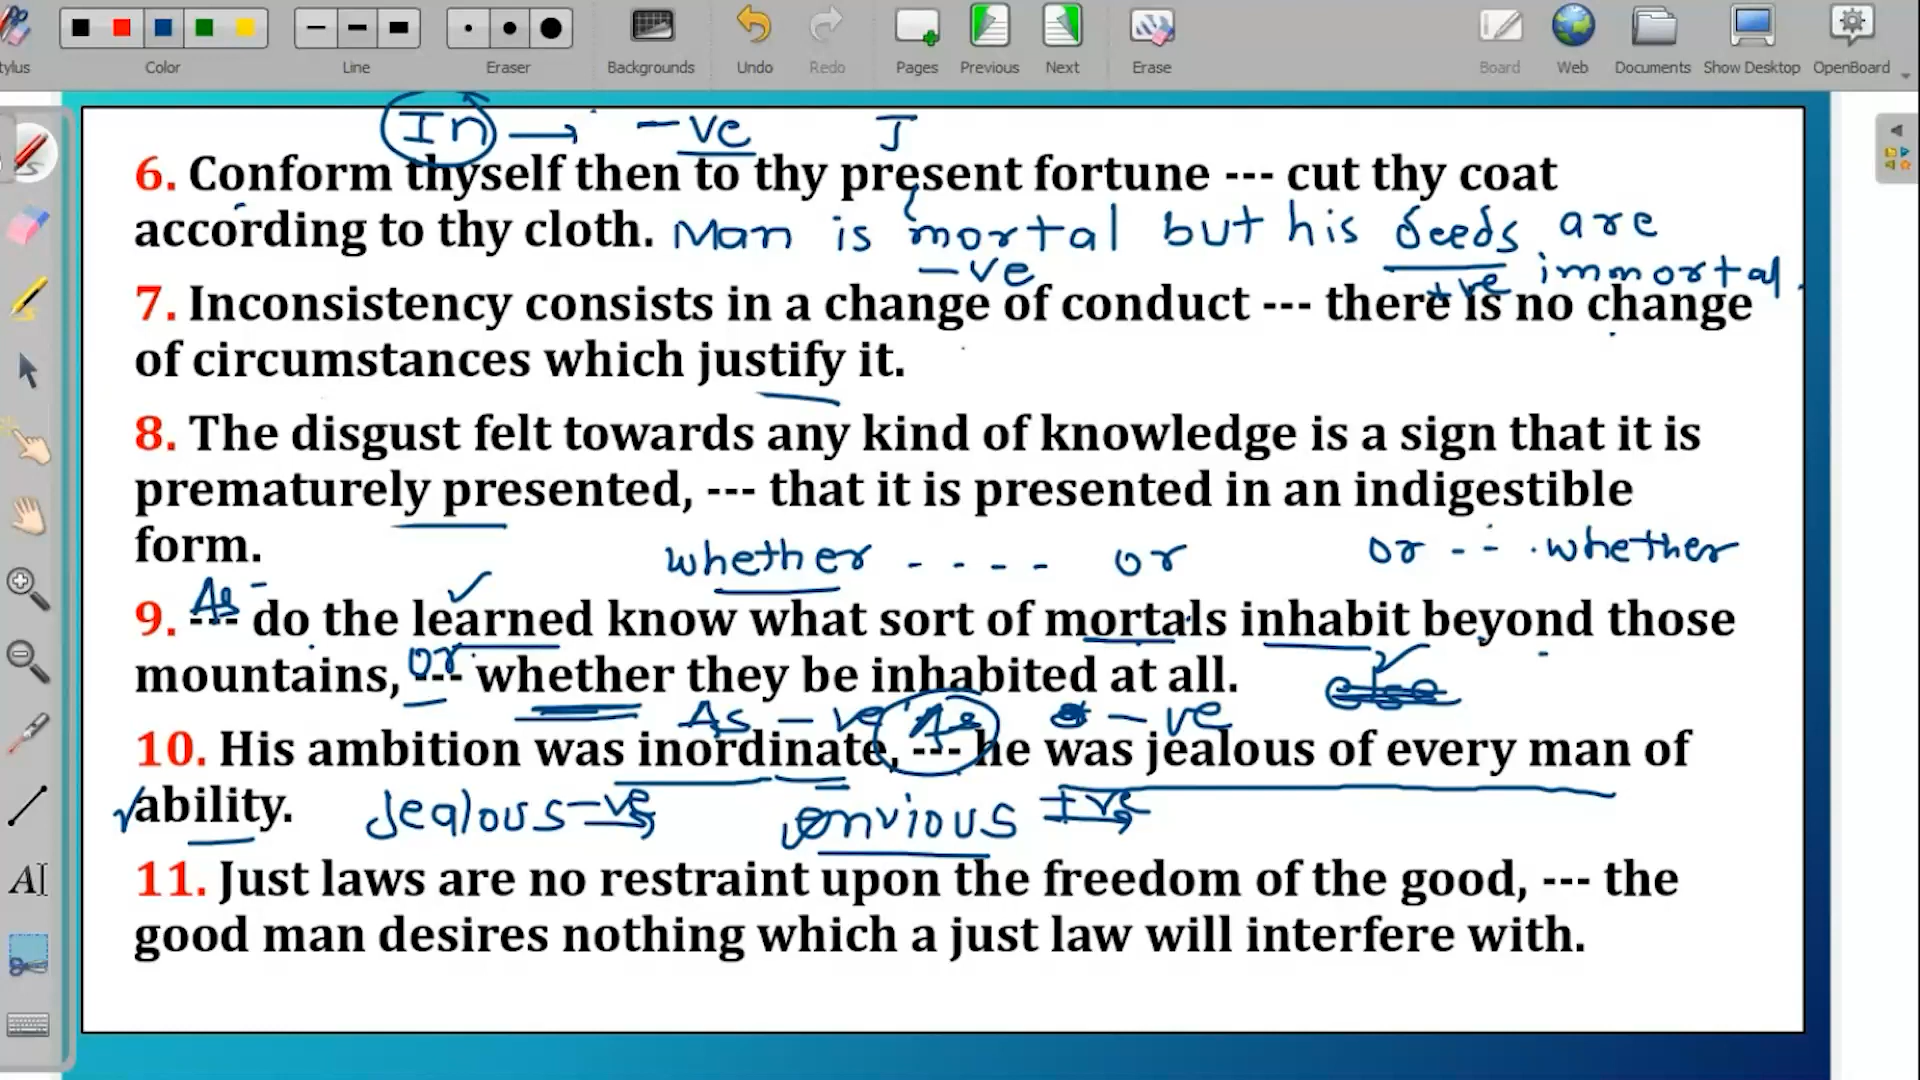 tylus Color Line Eraser Backgrounds Undo Redo Pages Previous Next Erase Board Web Documents Show Desktop OpenBoard
In → -ve
6. Conform thyself then to thy present fortune --- cut thy coat
according to thy cloth. Man is mortal but his deeds are
-ve +ve immortal.
7. Inconsistency consists in a change of conduct --- there is no change
of circumstances which justify it.
8. The disgust felt towards any kind of knowledge is a sign that it is
prematurely presented, --- that it is presented in an indigestible
form.
whether - - - - or or - - . whether
As
9. --- do the learned know what sort of mortals inhabit beyond those
or
mountains, --- whether they be inhabited at all.
As -ve As -ve
10. His ambition was inordinate, --- he was jealous of every man of
ability. Jealous -ve envious +ve
11. Just laws are no restraint upon the freedom of the good, --- the
good man desires nothing which a just law will interfere with.